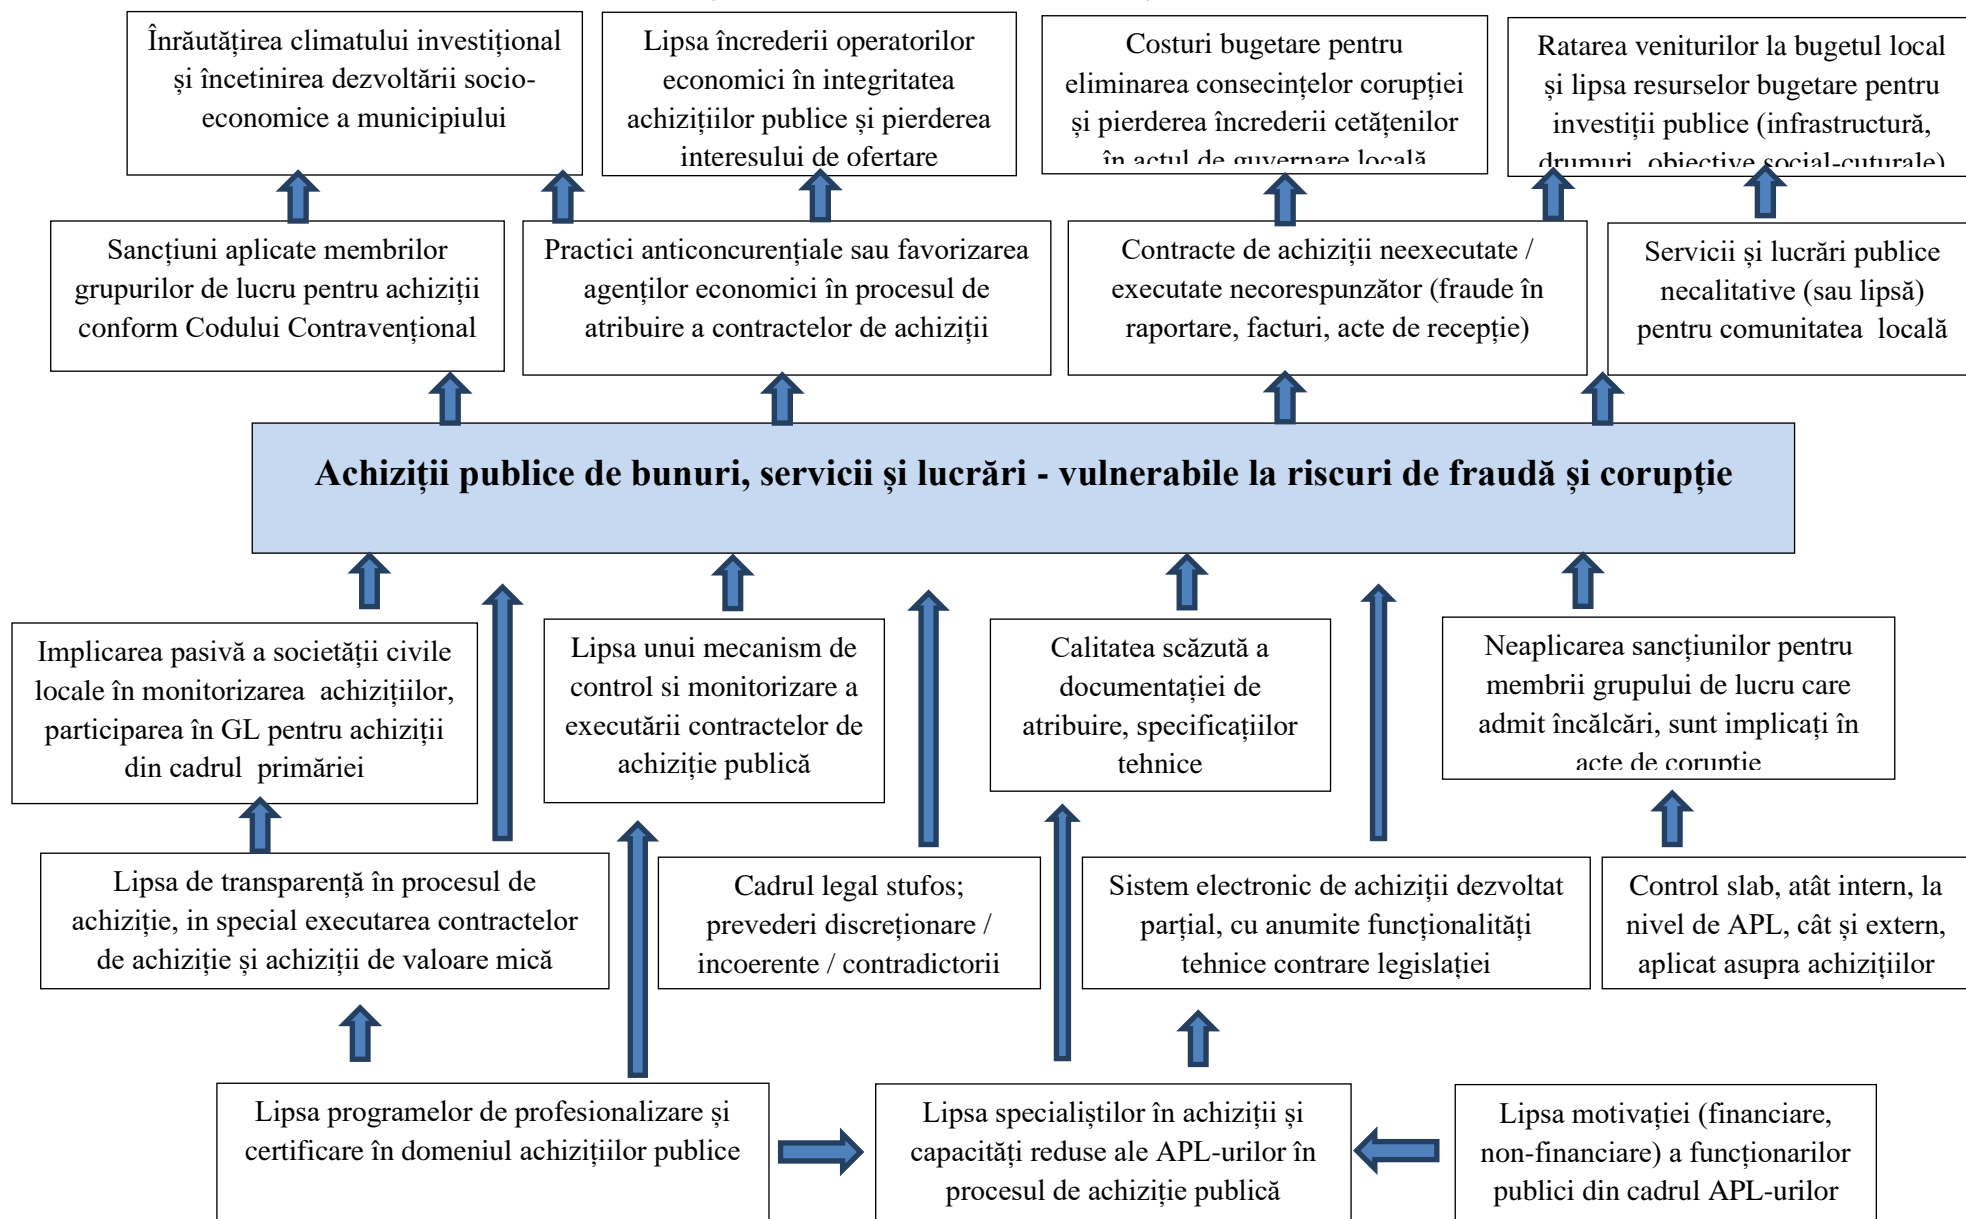 Înrăutățirea climatului investițional
și încetinirea dezvoltării socio-
economice a municipiului
Lipsa încrederii operatorilor
economici în integritatea
achizițiilor publice și pierderea
interesului de ofertare
Costuri bugetare pentru
eliminarea consecințelor corupției
și pierderea încrederii cetățenilor
în actul de guvernare locală
Ratarea veniturilor la bugetul local
și lipsa resurselor bugetare pentru
investiții publice (infrastructură,
drumuri, obiective social-cuturale)
Sancțiuni aplicate membrilor
grupurilor de lucru pentru achiziții
conform Codului Contravențional
Practici anticoncurențiale sau favorizarea
agenților economici în procesul de
atribuire a contractelor de achiziții
Contracte de achiziții neexecutate /
executate necorespunzător (fraude în
raportare, facturi, acte de recepție)
Servicii și lucrări publice
necalitative (sau lipsă)
pentru comunitatea locală
Achiziții publice de bunuri, servicii și lucrări - vulnerabile la riscuri de fraudă și corupție
Implicarea pasivă a societății civile
locale în monitorizarea achizițiilor,
participarea în GL pentru achiziții
din cadrul primăriei
Lipsa unui mecanism de
control si monitorizare a
executării contractelor de
achiziție publică
Calitatea scăzută a
documentației de
atribuire, specificațiilor
tehnice
Neaplicarea sancțiunilor pentru
membrii grupului de lucru care
admit încălcări, sunt implicați în
acte de corupție
Lipsa de transparență în procesul de
achiziție, in special executarea contractelor
de achiziție și achiziții de valoare mică
Cadrul legal stufos;
prevederi discreționare /
incoerente / contradictorii
Sistem electronic de achiziții dezvoltat
parțial, cu anumite funcționalități
tehnice contrare legislației
Control slab, atât intern, la
nivel de APL, cât și extern,
aplicat asupra achizițiilor
Lipsa programelor de profesionalizare și
certificare în domeniul achizițiilor publice
Lipsa specialiștilor în achiziții și
capacități reduse ale APL-urilor în
procesul de achiziție publică
Lipsa motivației (financiare,
non-financiare) a funcționarilor
publici din cadrul APL-urilor